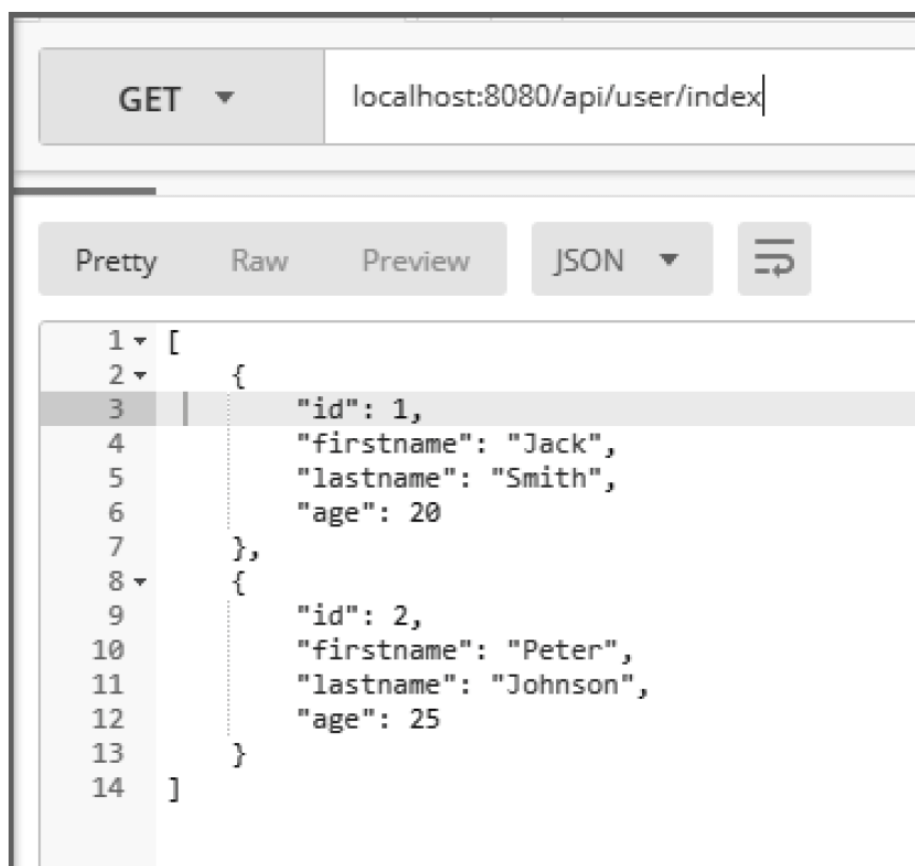 GET localhost:8080/api/user/index
Pretty Raw Preview JSON
1 [
2 {
3 "id": 1,
4 "firstname": "Jack",
5 "lastname": "Smith",
6 "age": 20
7 },
8 {
9 "id": 2,
10 "firstname": "Peter",
11 "lastname": "Johnson",
12 "age": 25
13 }
14 ]